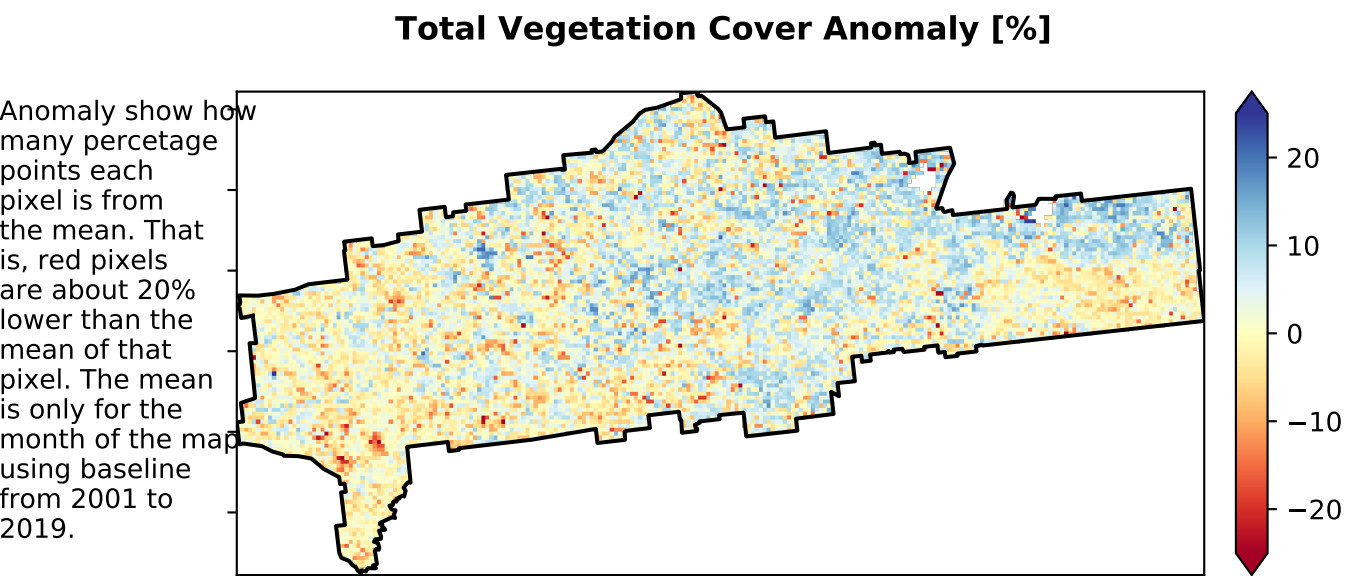 Total Vegetation Cover Anomaly [%]
Anomaly show how
many percetage
points each
pixel is from
the mean. That
is, red pixels
are about 20%
lower than the
mean of that
pixel. The mean
is only for the
month of the map
using baseline
from 2001 to
2019.
20
10
0
−10
−20